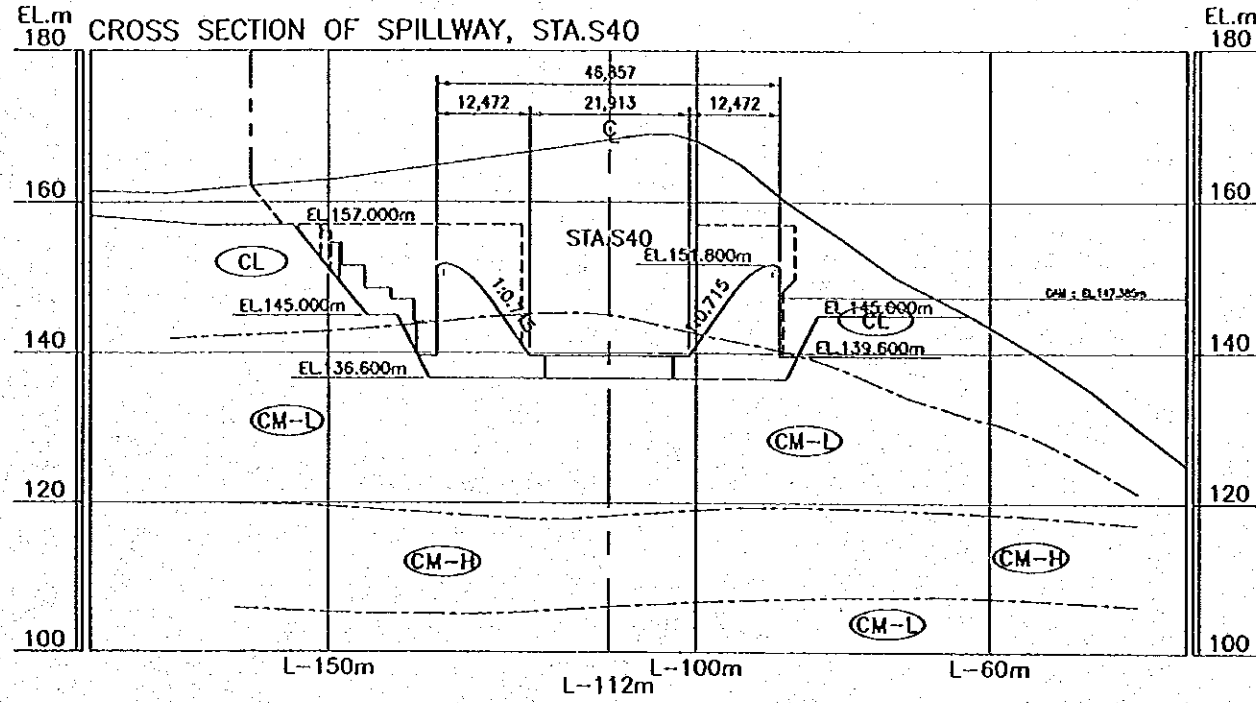 EL.m
CROSS SECTION OF SPILLWAY, STA.S40
EL.m
180
180
46,857
12,472
21,913
12,472
160
160
EL.157.000m
STA.S40
EL.151.800m
CL
1:0.715
1:0.715
EL.145.000m
EL.145.000m
CL
140
140
EL.139.600m
EL.136.600m
CM-L
CM-L
120
120
CM-H
CM-H
CM-L
100
100
L-150m
L-112m
L-100m
L-60m